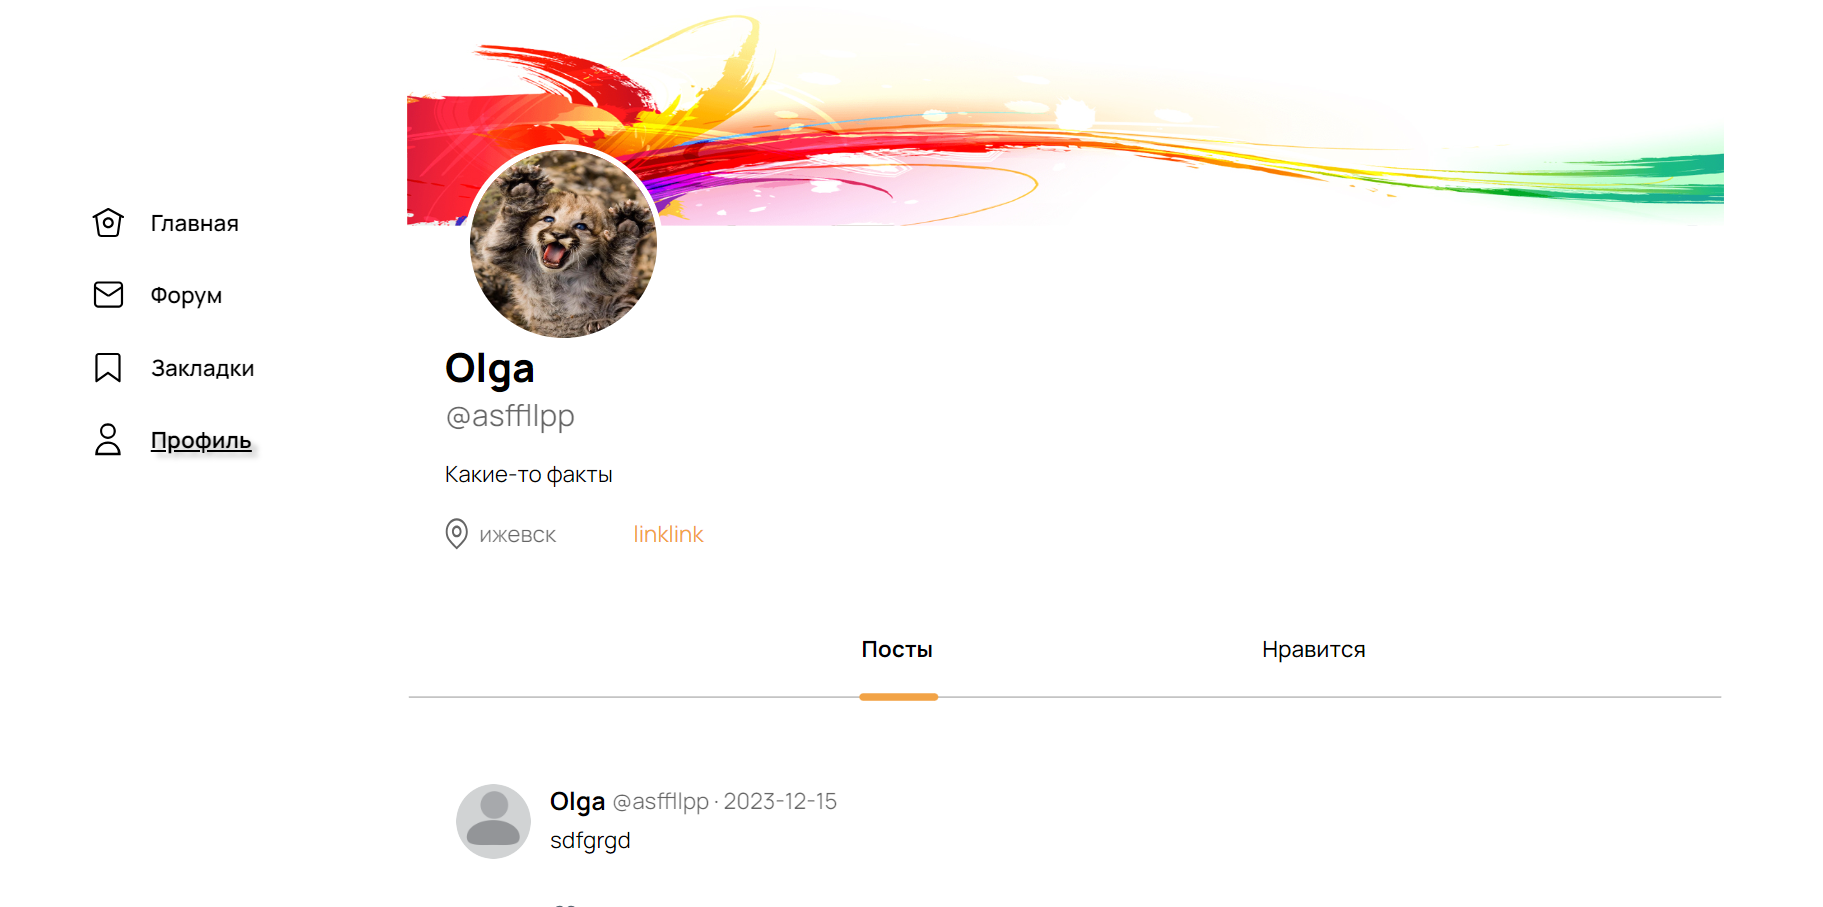 Главная
Форум
Закладки
Профиль
Olga
@asffllpp
Какие-то факты
ижевск
linklink
Посты
Нравится
Olga @asffllpp · 2023-12-15
sdfgrgd